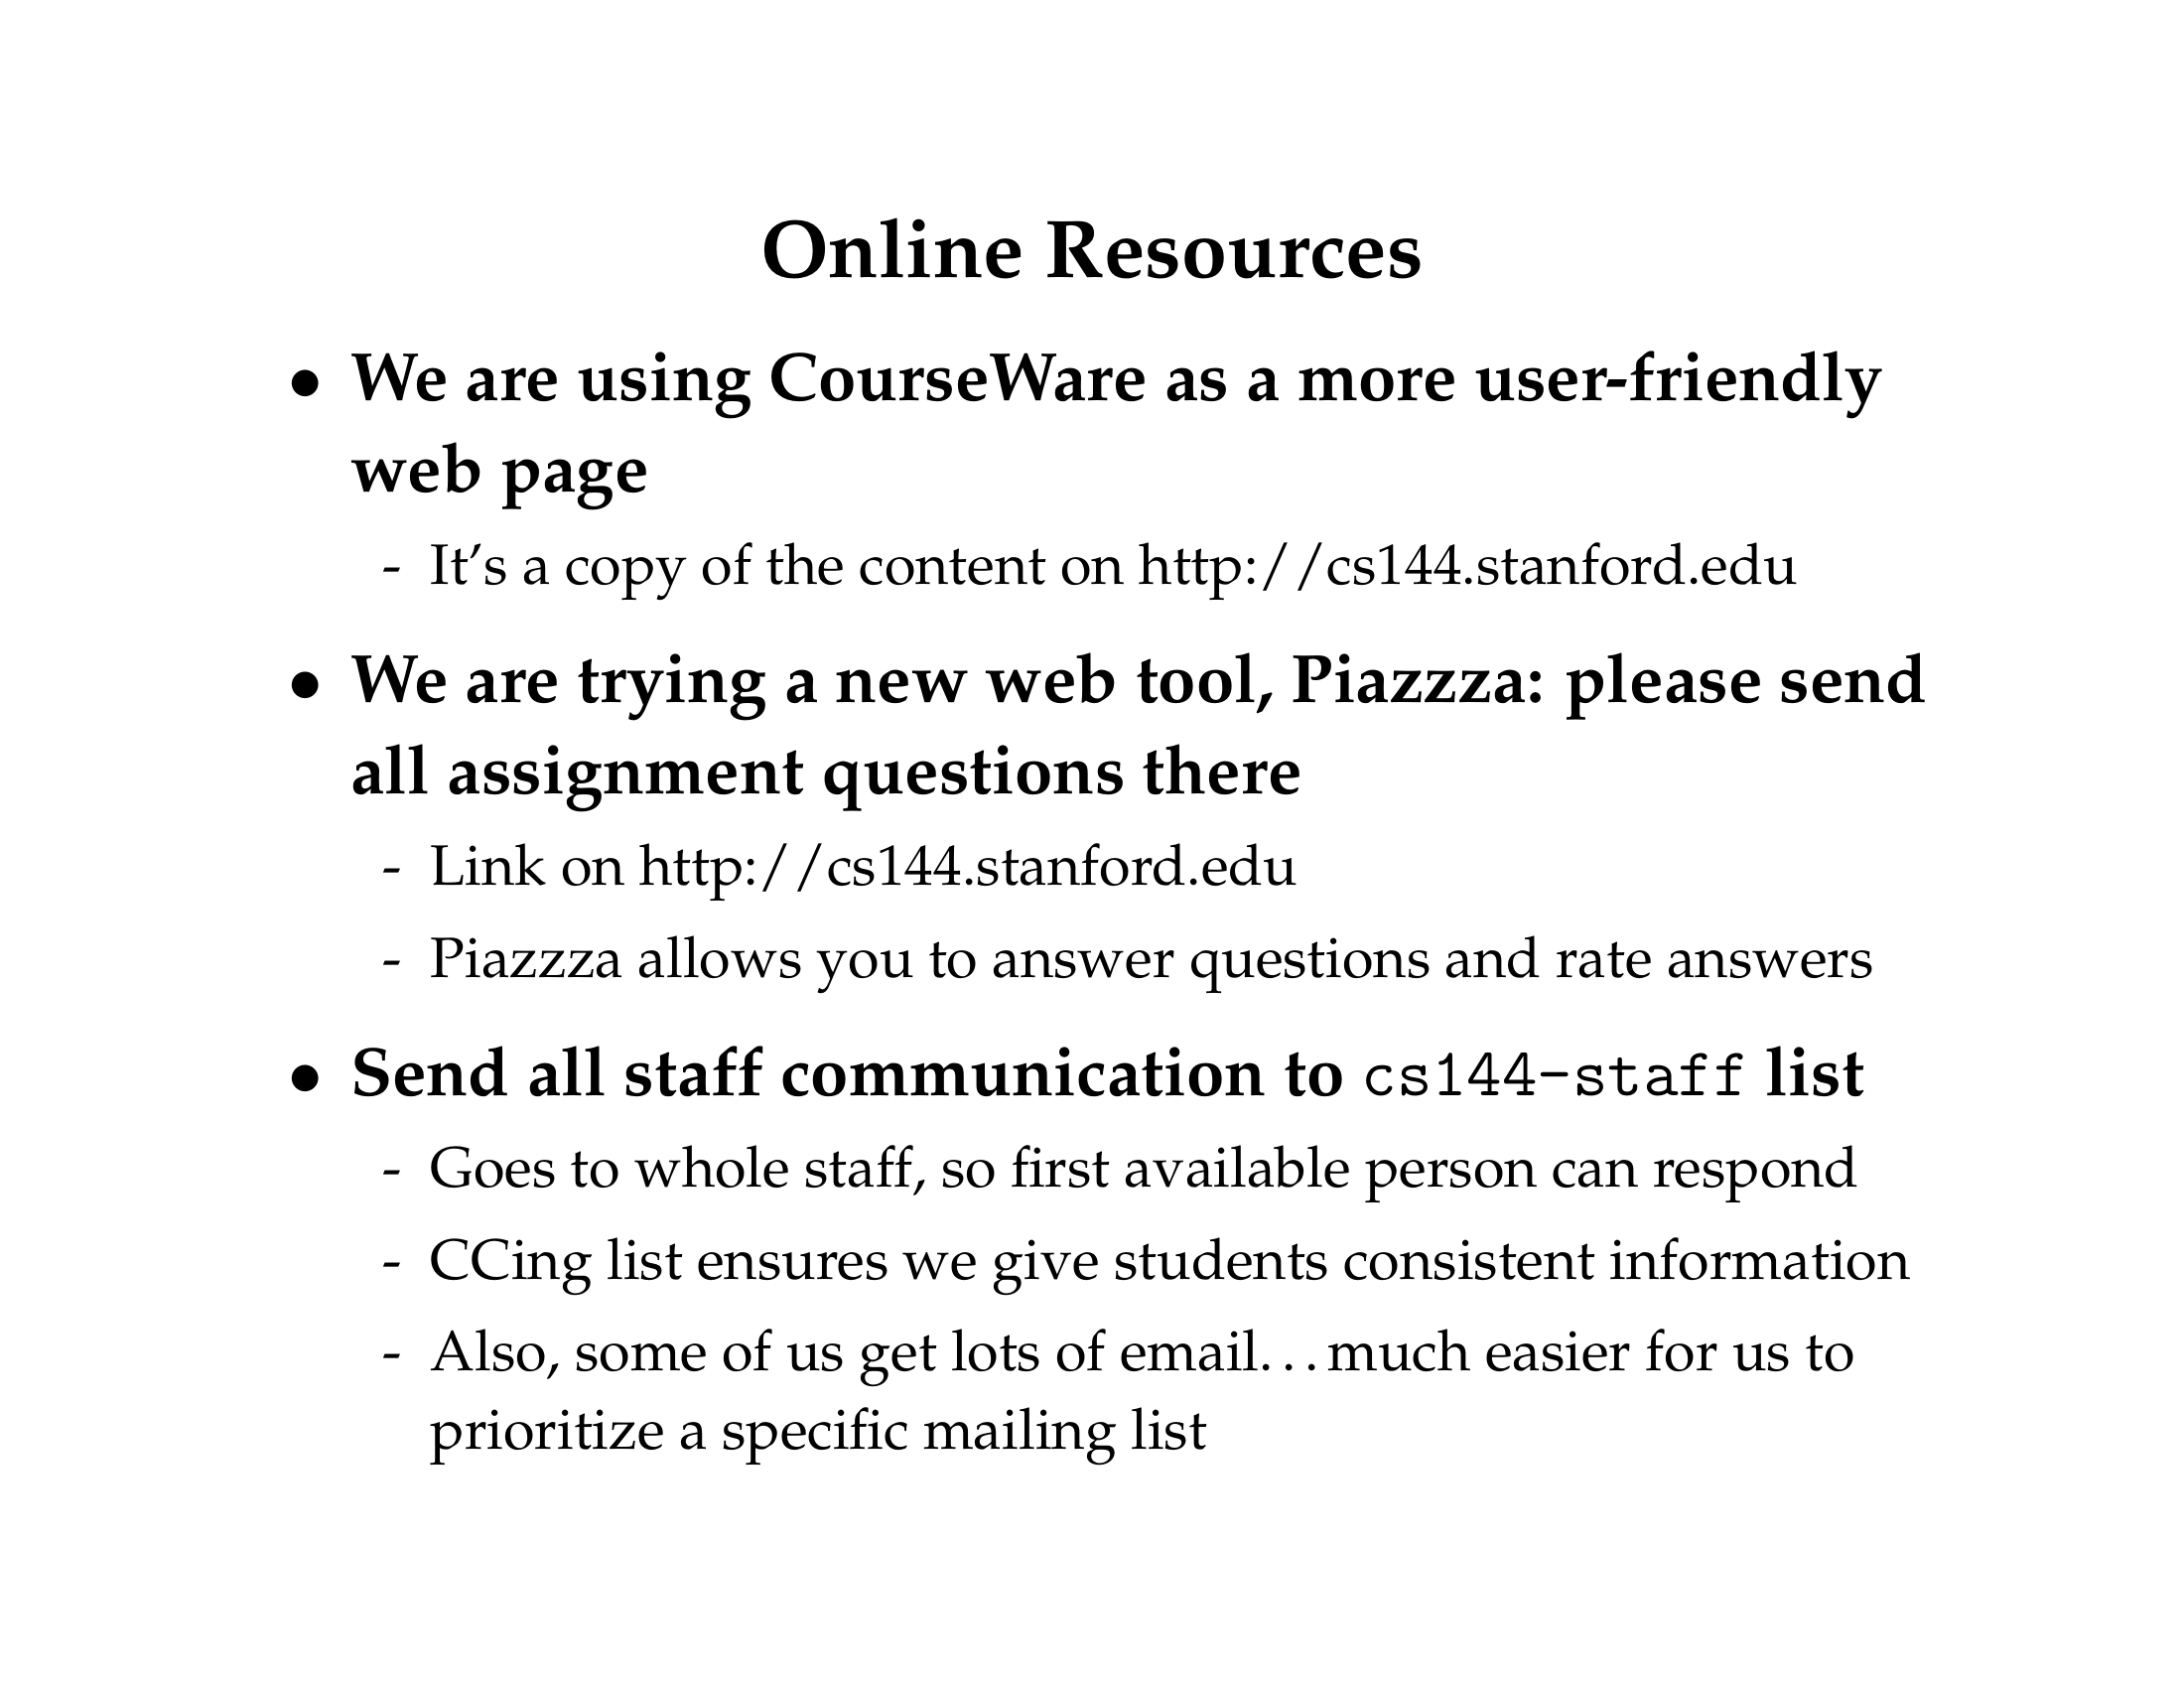 Online Resources
• We are using CourseWare as a more user-friendly
web page
- It's a copy of the content on http://cs144.stanford.edu
• We are trying a new web tool, Piazzza: please send
all assignment questions there
- Link on http://cs144.stanford.edu
- Piazzza allows you to answer questions and rate answers
• Send all staff communication to cs144-staff list
- Goes to whole staff, so first available person can respond
- CCing list ensures we give students consistent information
- Also, some of us get lots of email...much easier for us to
prioritize a specific mailing list